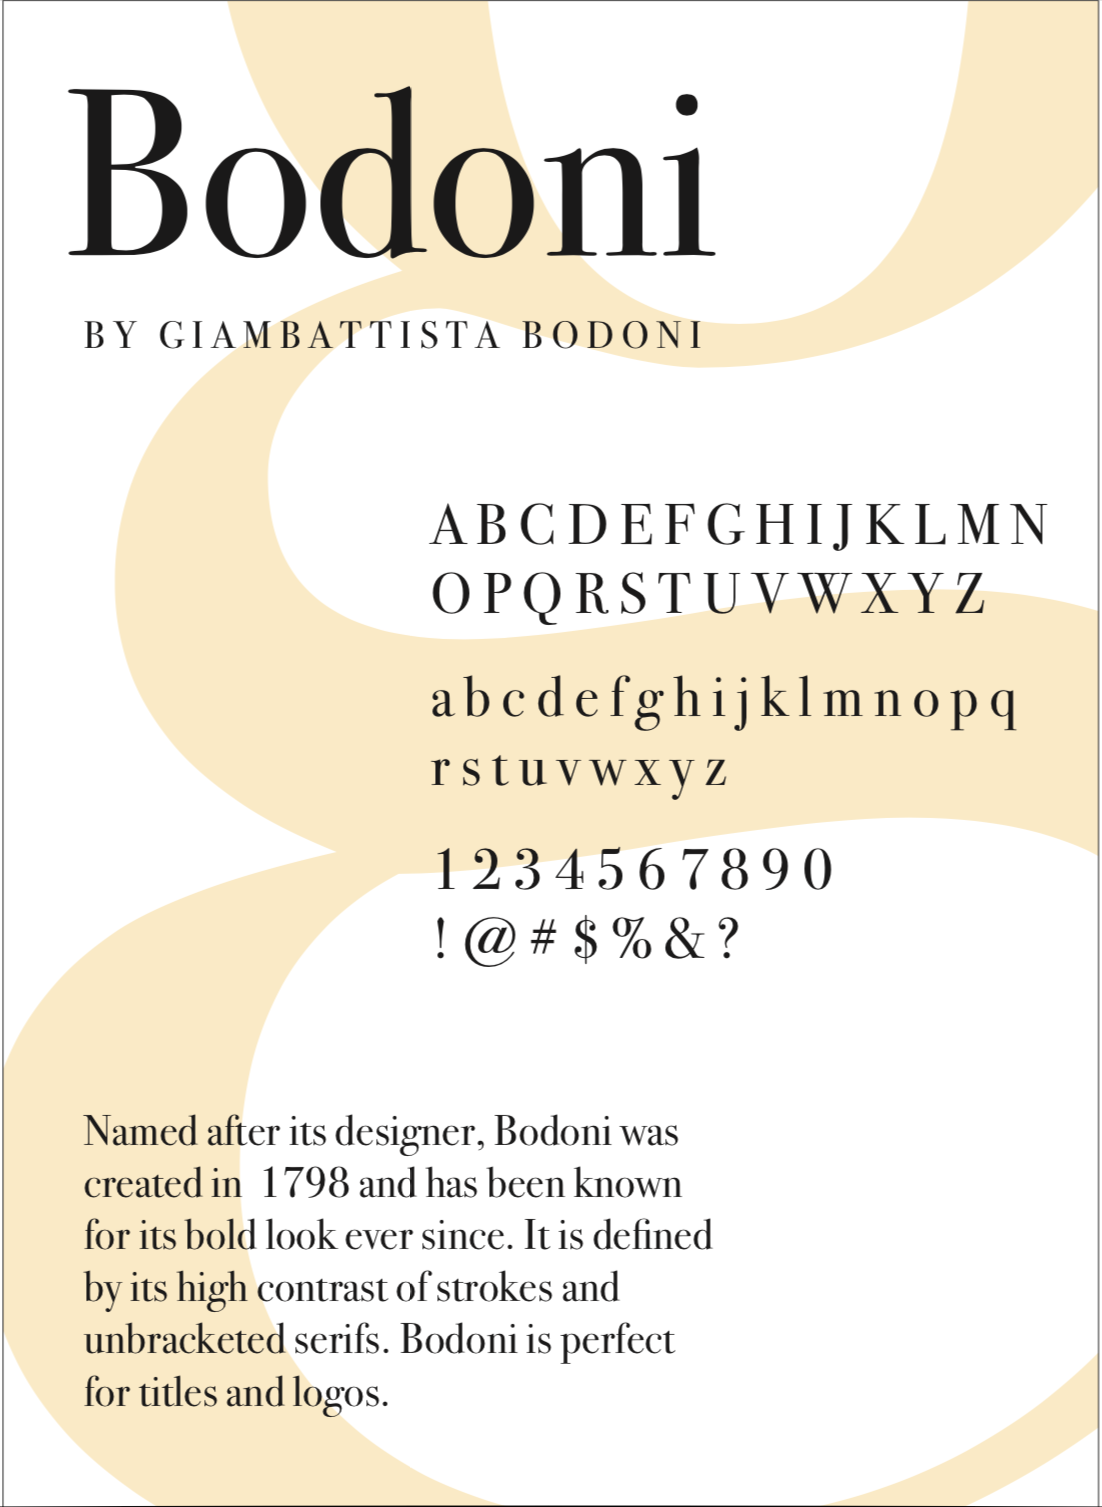 Bodoni
BY GIAMBATTISTA BODONI
A B C D E F G H I J K L M N
O P Q R S T U V W X Y Z
a b c d e f g h i j k l m n o p q
r s t u v w x y z
1 2 3 4 5 6 7 8 9 0
! @ # $ % & ?
Named after its designer, Bodoni was
created in  1798 and has been known
for its bold look ever since. It is defined
by its high contrast of strokes and
unbracketed serifs. Bodoni is perfect
for titles and logos.